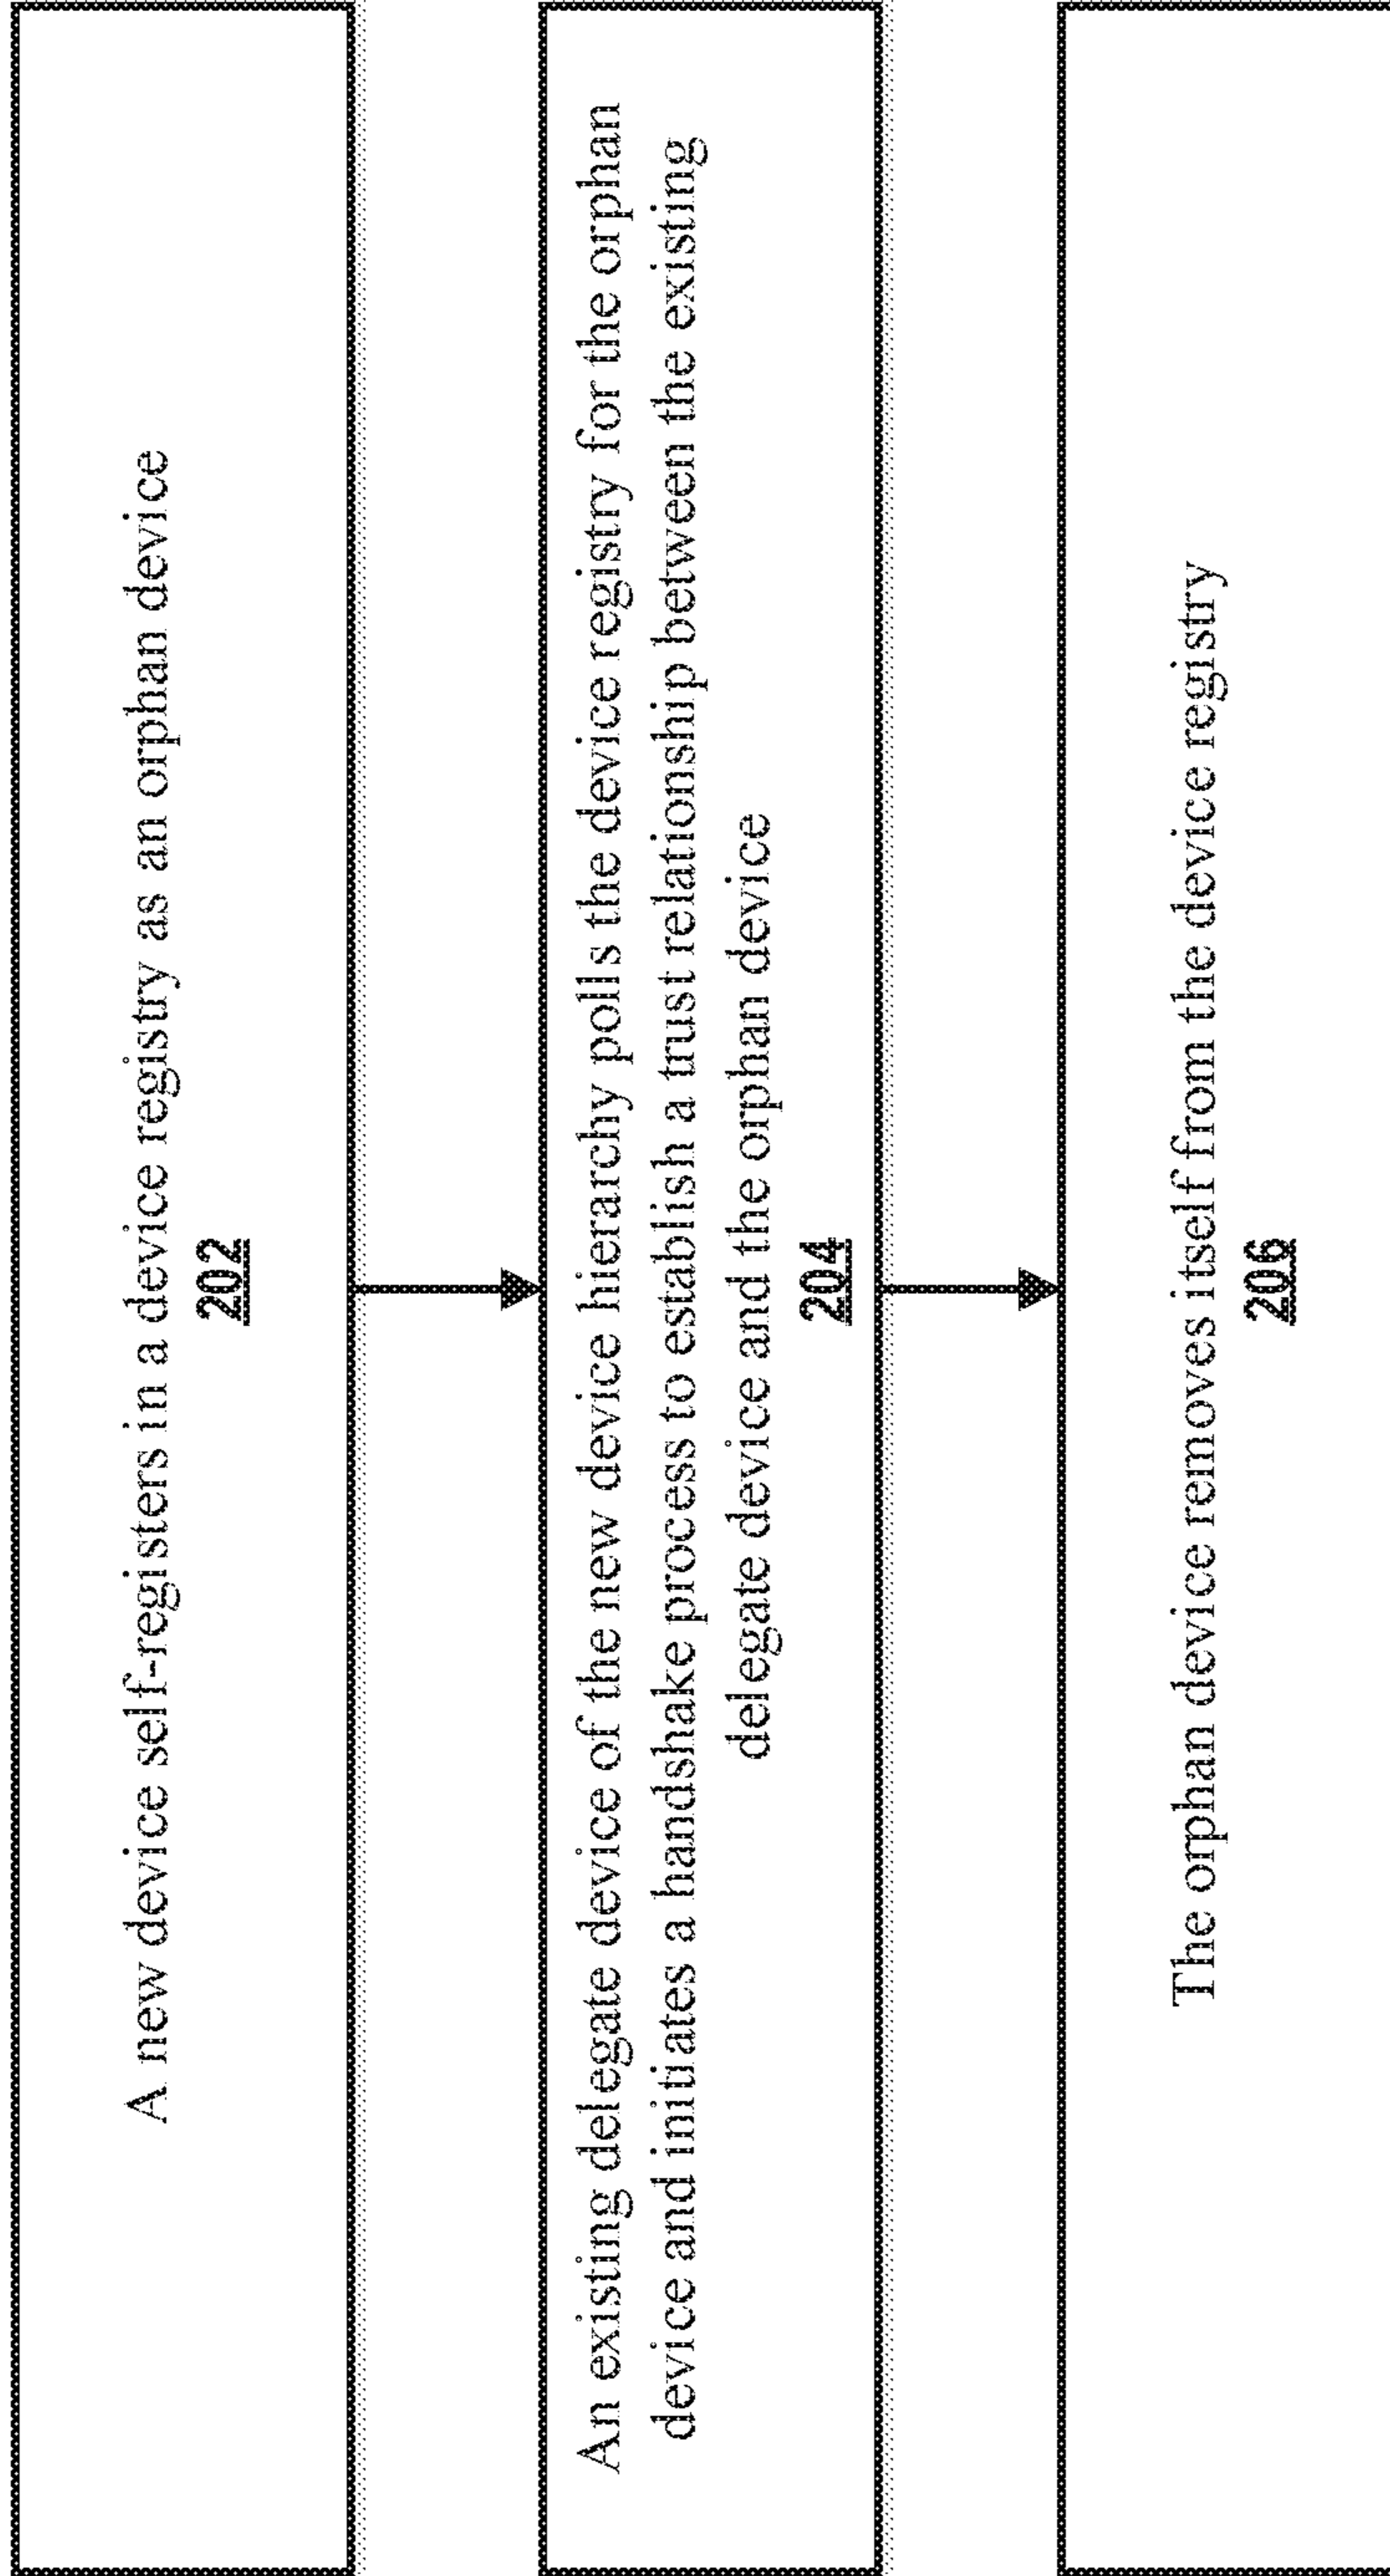 A new device self-registers in a device registry as an orphan device
202
An existing delegate device of the new device hierarchy polls the device registry for the orphan
device and initiates a handshake process to establish a trust relationship between the existing
delegate device and the orphan device
204
The orphan device removes itself from the device registry
206